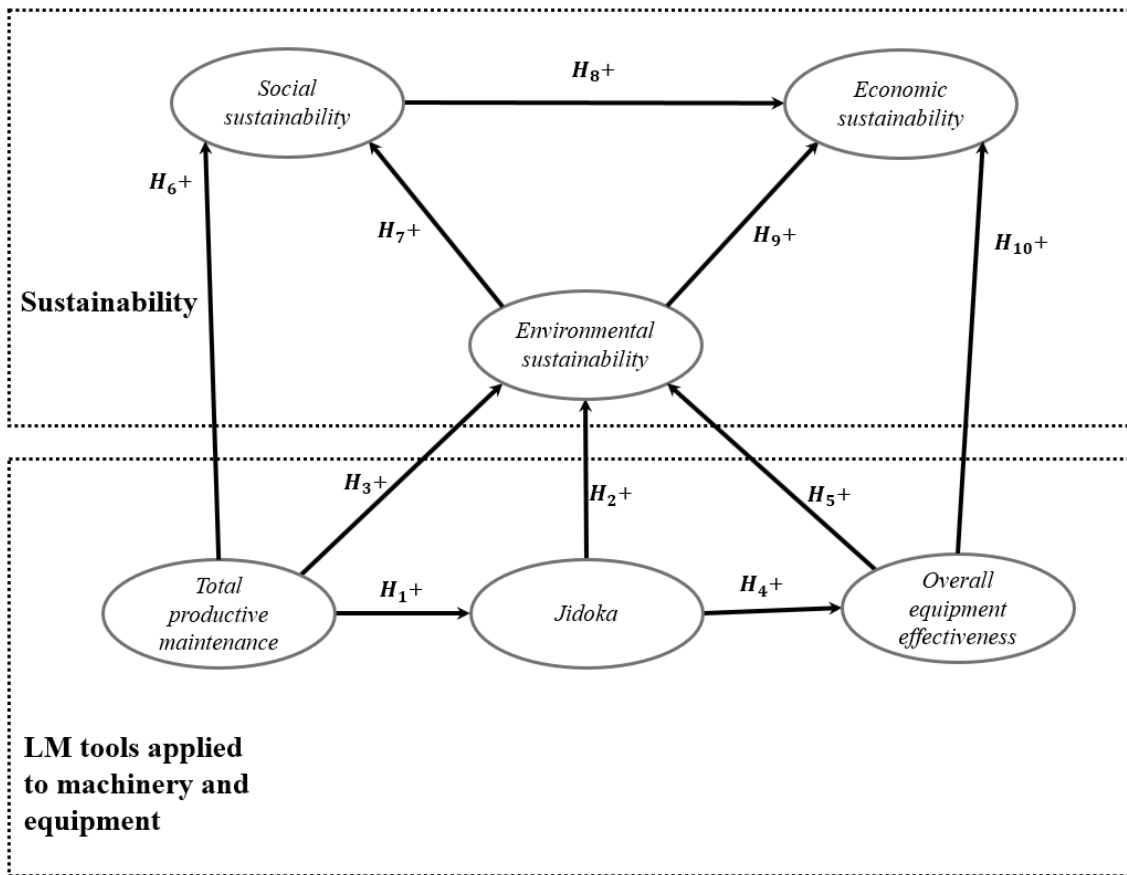 Social
sustainability
H₈+
Economic
sustainability
H₆+
H₇+
H₉+
H₁₀+
Sustainability
Environmental
sustainability
H₃+
H₂+
H₅+
Total
productive
maintenance
H₁+
Jidoka
H₄+
Overall
equipment
effectiveness
LM tools applied
to machinery and
equipment